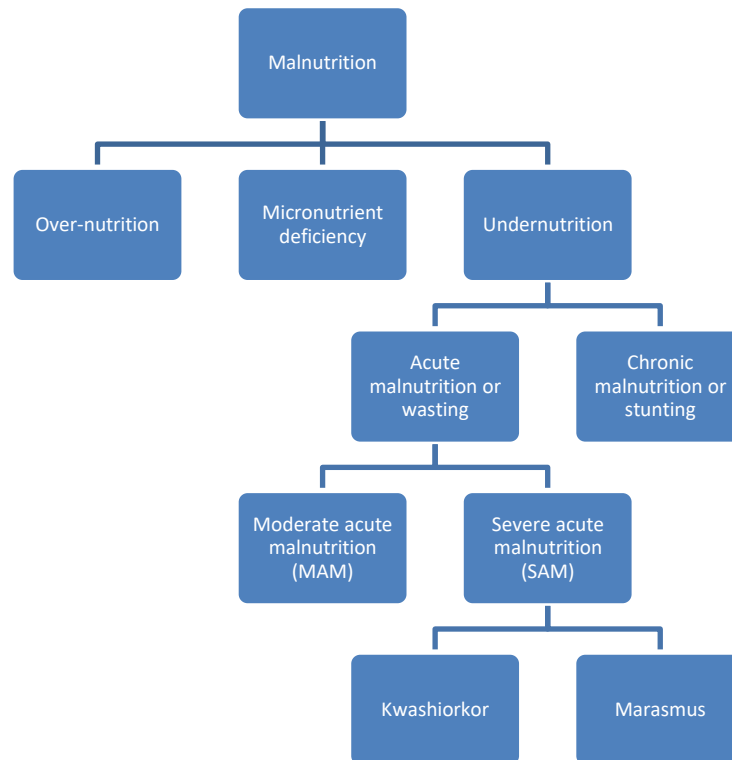 Malnutrition
Over-nutrition
Micronutrient
deficiency
Undernutrition
Acute
malnutrition or
wasting
Chronic
malnutrition or
stunting
Moderate acute
malnutrition
(MAM)
Severe acute
malnutrition
(SAM)
Kwashiorkor
Marasmus